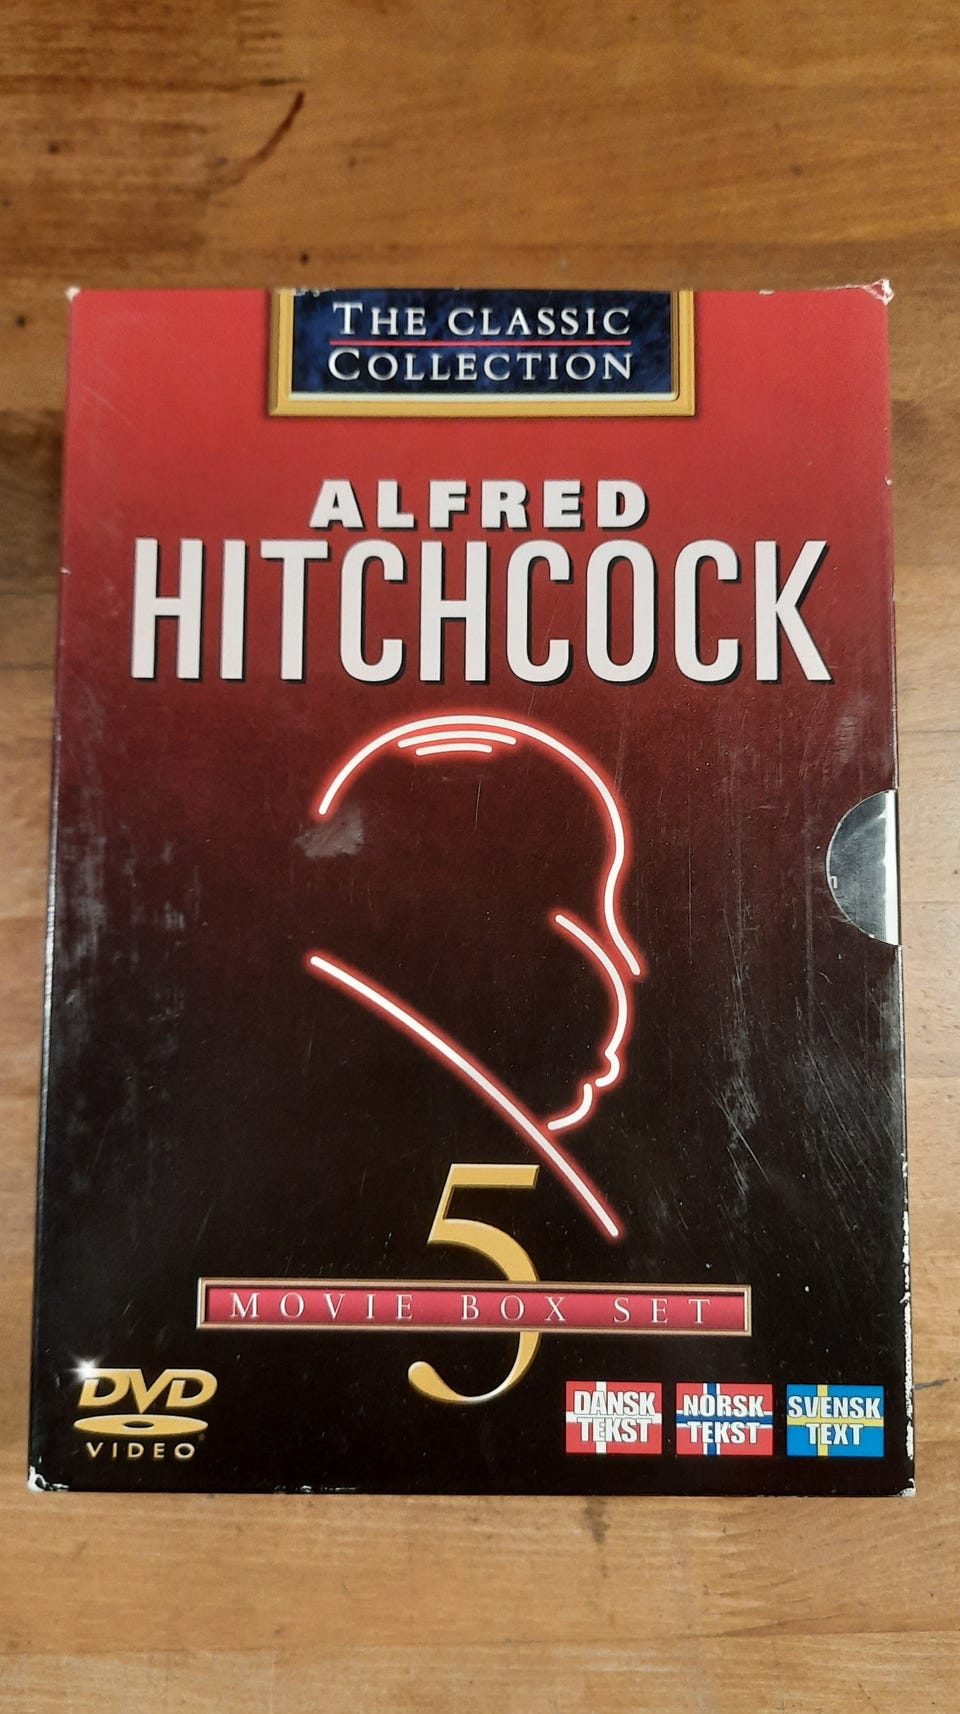 THE CLASSIC
COLLECTION
ALFRED
HITCHCOCK
5
MOVIE BOX SET
DVD
VIDEO
DANSK
TEKST
NORSK
TEKST
SVENSK
TEXT